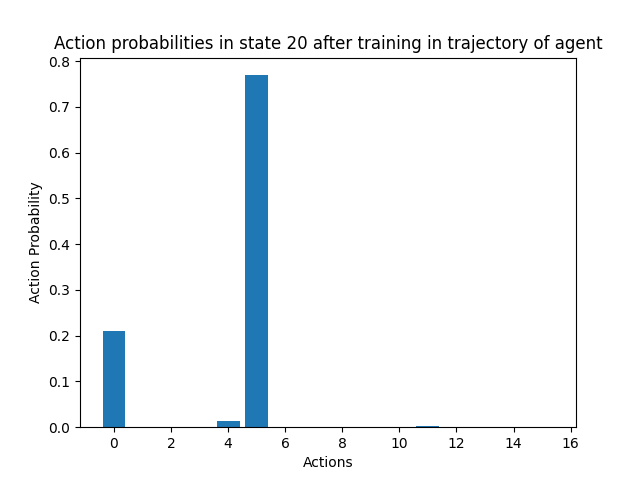 Action probabilities in state 20 after training in trajectory of agent
0.8
0.7
0.6
0.5
0.4
0.3
0.2
0.1
0.0
Action Probability
0 2 4 6 8 10 12 14 16
Actions